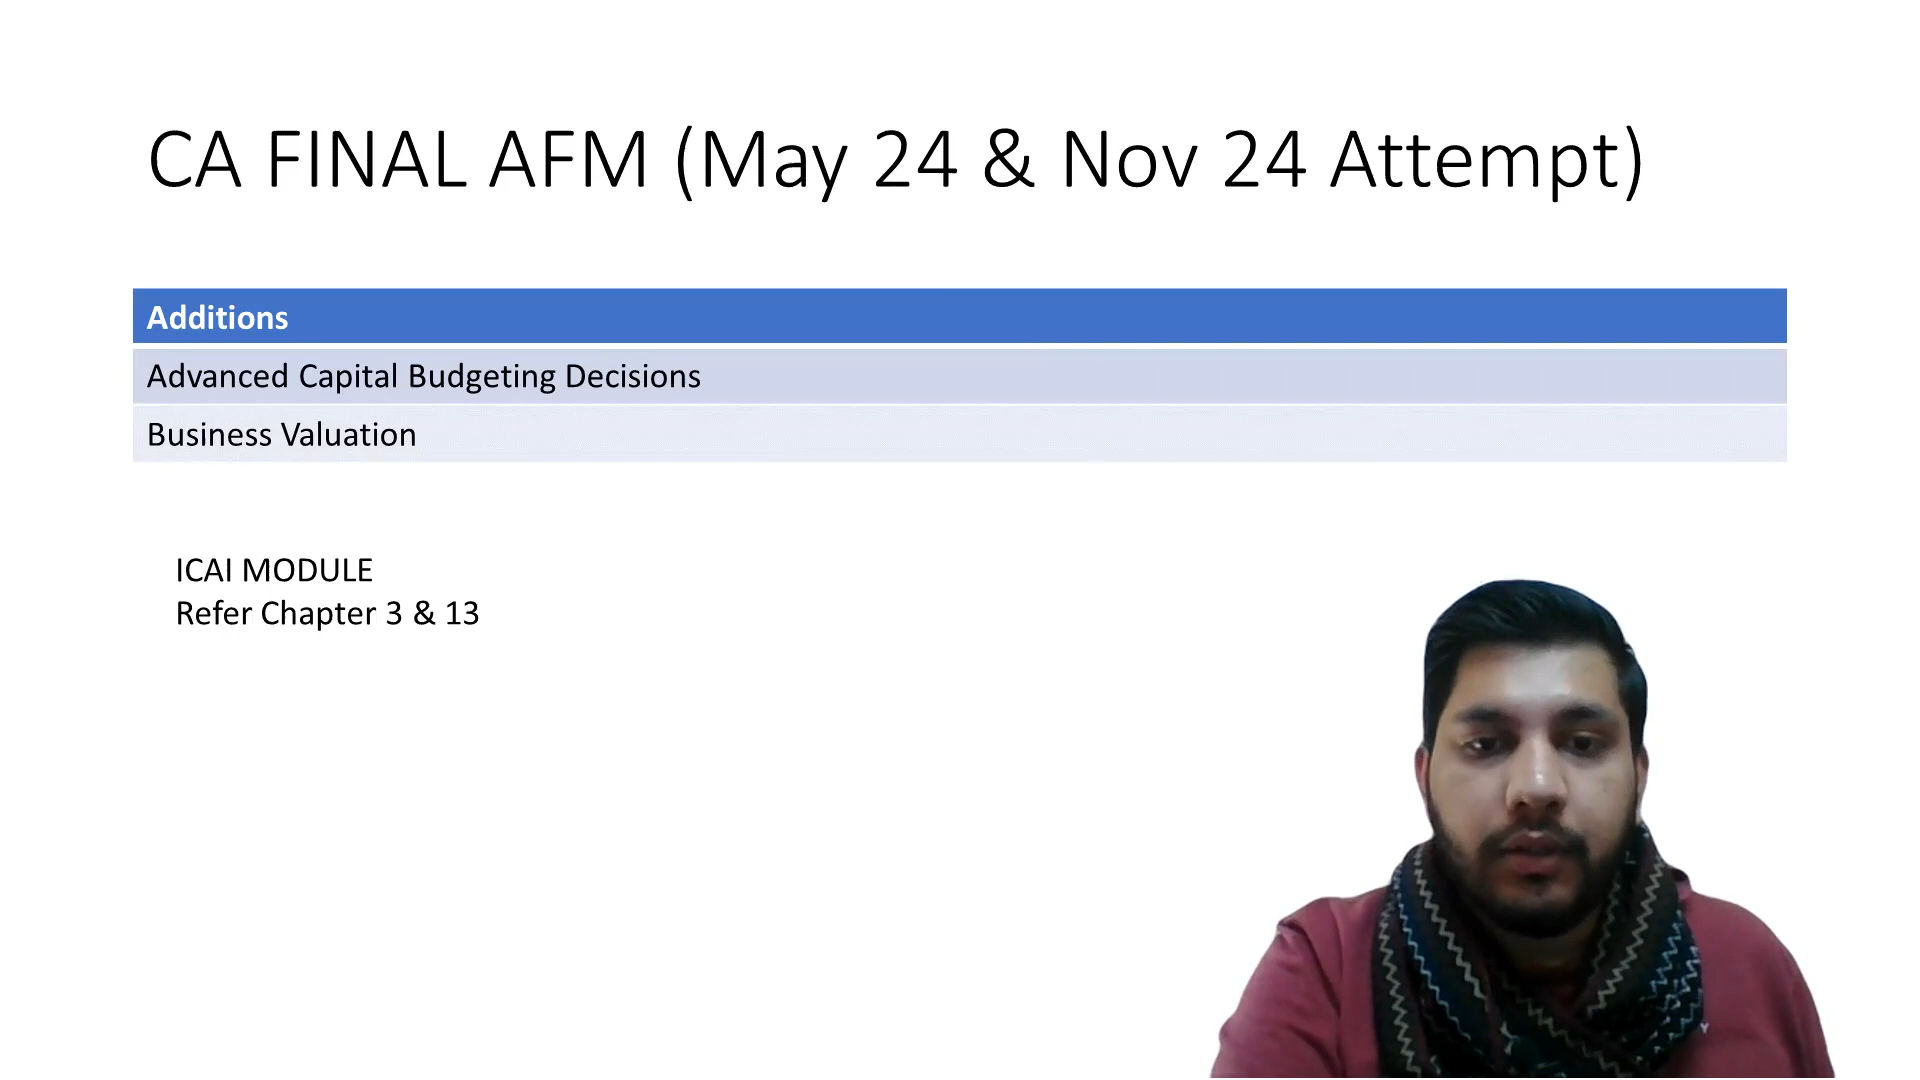 CA FINAL AFM (May 24 & Nov 24 Attempt)
Additions
Advanced Capital Budgeting Decisions
Business Valuation
ICAI MODULE
Refer Chapter 3 & 13